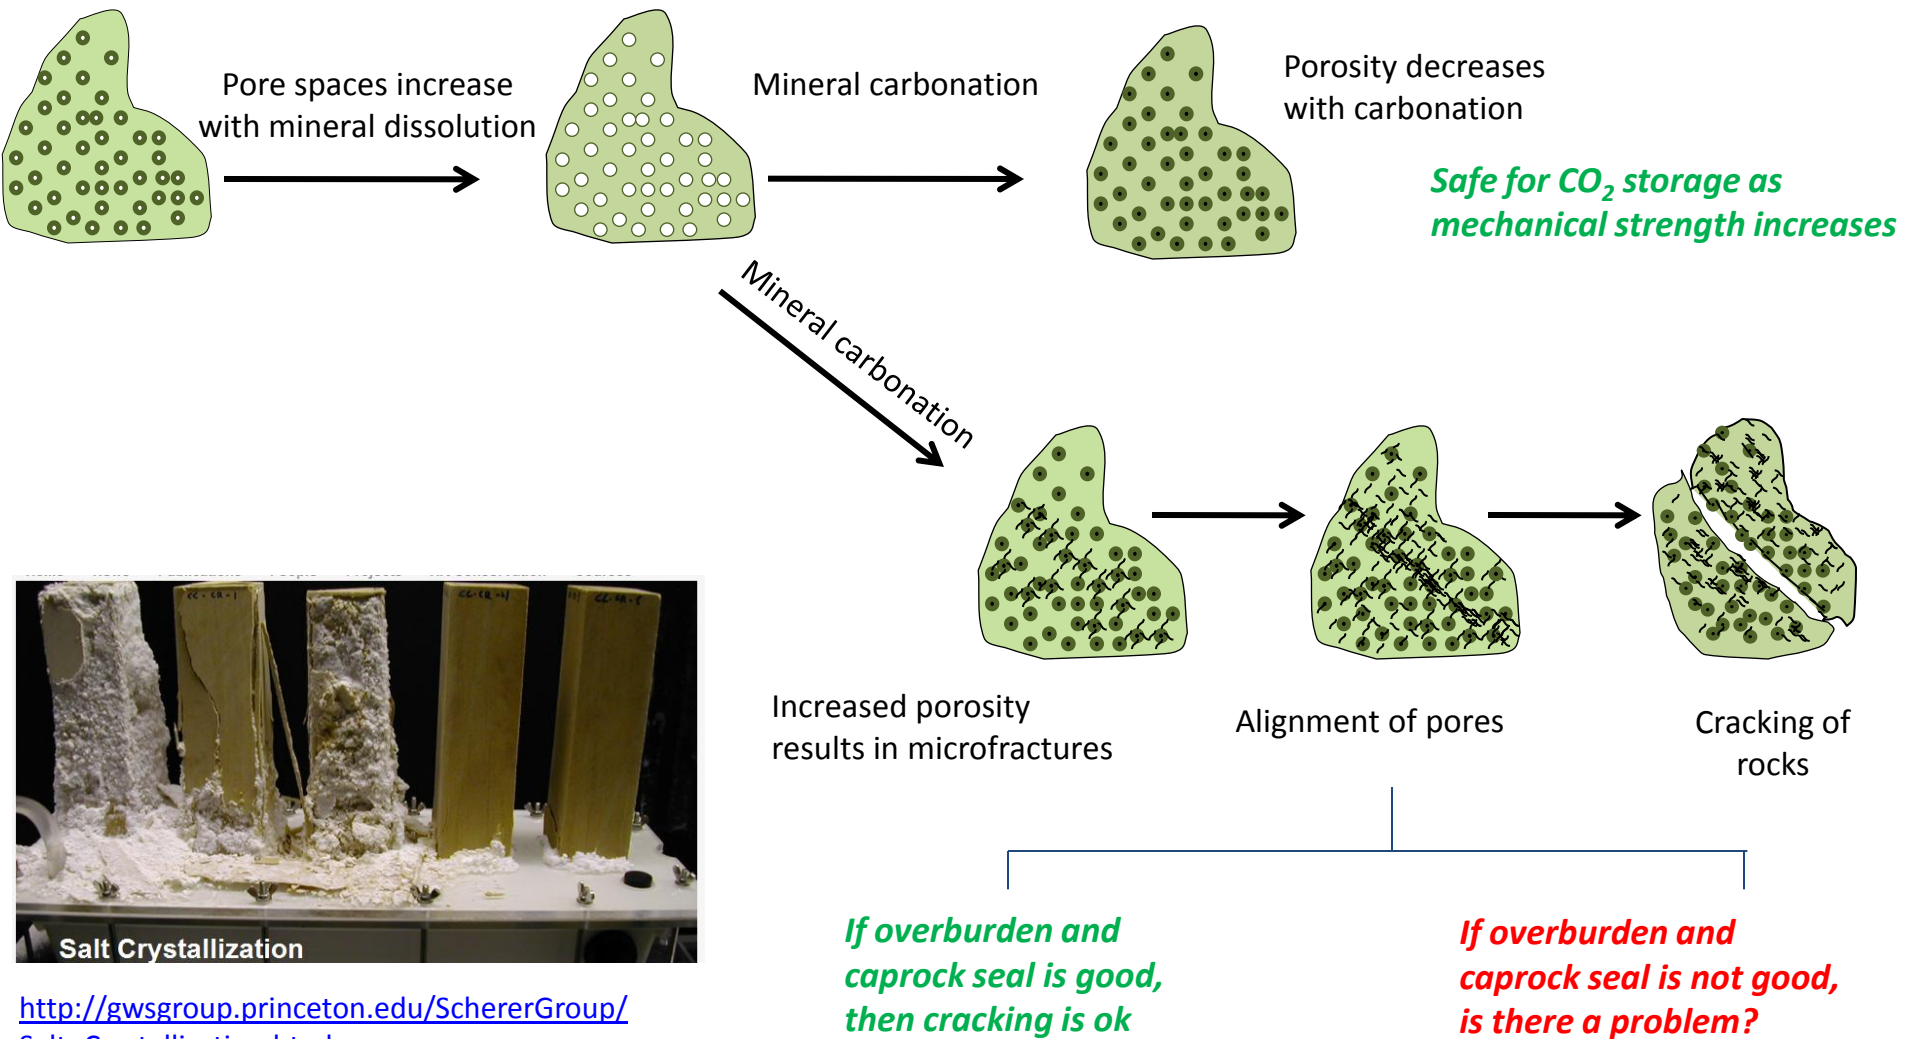 Pore spaces increase
with mineral dissolution
Mineral carbonation
Porosity decreases
with carbonation
Safe for CO2 storage as
mechanical strength increases
Mineral carbonation
Increased porosity
results in microfractures
Alignment of pores
Cracking of
rocks
CC-CR-1
Salt Crystallization
http://gwsgroup.princeton.edu/SchererGroup/
If overburden and
caprock seal is good,
then cracking is ok
If overburden and
caprock seal is not good,
is there a problem?